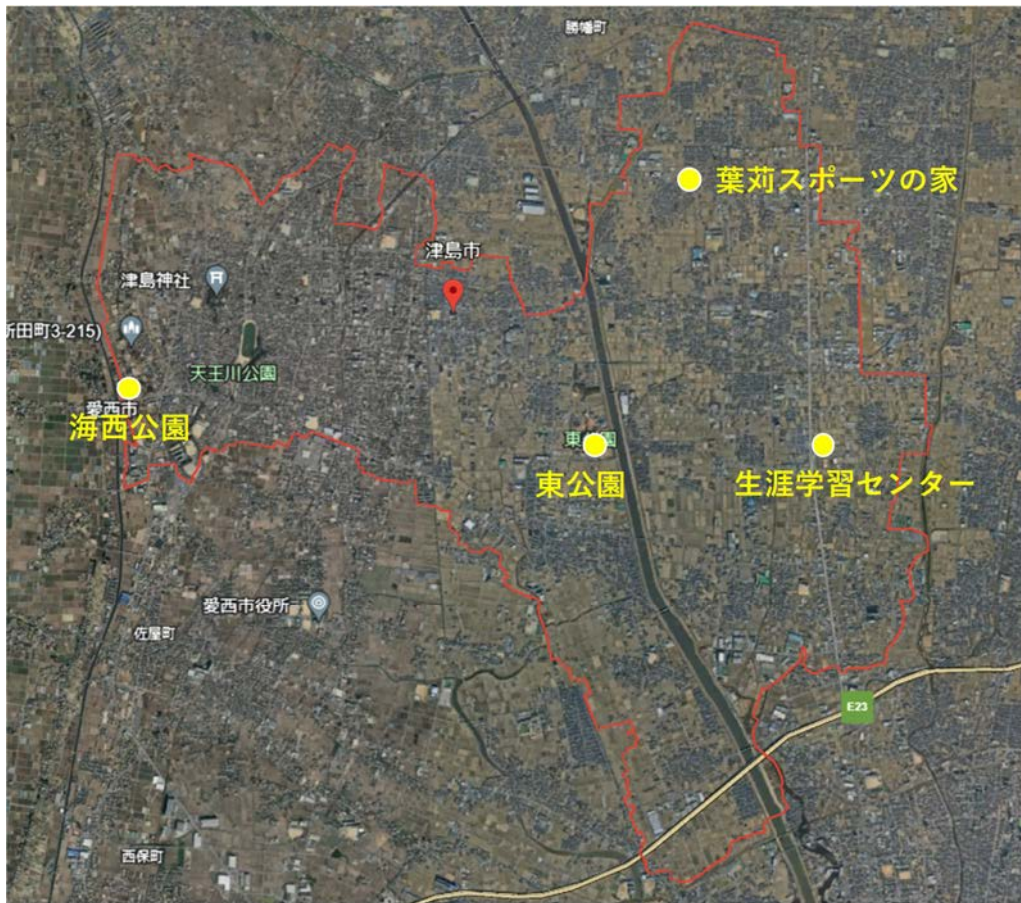 勝幡町
葉苅スポーツの家
津島市
津島神社
新田町3-215)
天王川公園
愛西市
海西公園
東公園
生涯学習センター
愛西市役所
佐屋町
E23
西保町